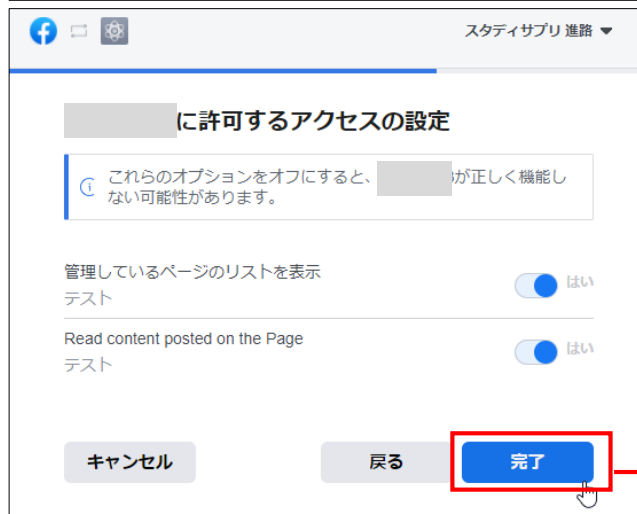 スタディサプリ 進路
に許可するアクセスの設定
これらのオプションをオフにすると、 が正しく機能し
ない可能性があります。
管理しているページのリストを表示
はい
テスト
Read content posted on the Page
はい
テスト
キャンセル
戻る
完了